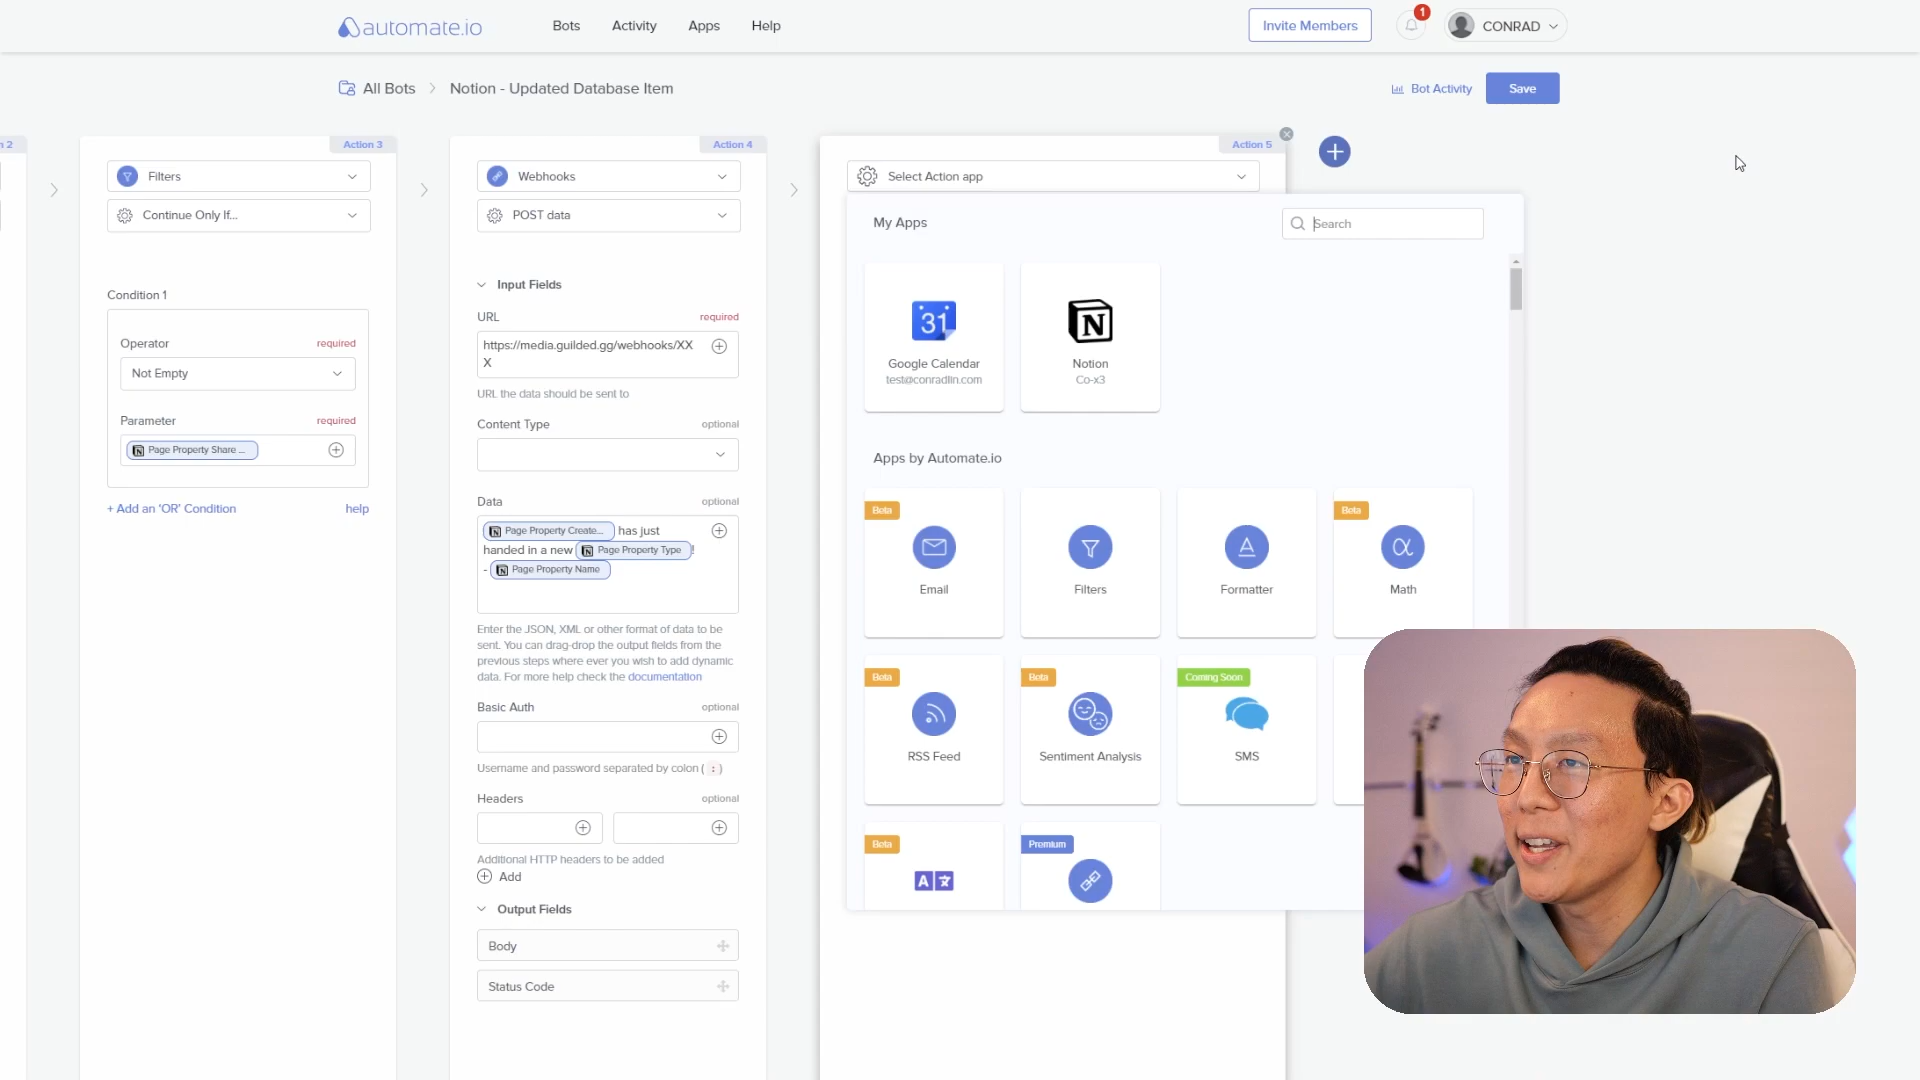 automate.io
Bots
Activity
Apps
Help
Invite Members
1
CONRAD
All Bots
Notion - Updated Database Item
Bot Activity
Save
n 2
Action 3
Filters
Continue Only If...
Condition 1
Operator
required
Not Empty
Parameter
required
Page Property Share ...
+ Add an 'OR' Condition
help
Action 4
Webhooks
POST data
Input Fields
URL
required
https://media.guilded.gg/webhooks/XX
X
URL the data should be sent to
Content Type
optional
Data
optional
Page Property Create... has just
handed in a new Page Property Type !
- Page Property Name
Enter the JSON, XML or other format of data to be
sent. You can drag-drop the output fields from the
previous steps where ever you wish to add dynamic
data. For more help check the documentation
Basic Auth
optional
Username and password separated by colon ( : )
Headers
optional
Additional HTTP headers to be added
Add
Output Fields
Body
Status Code
Action 5
Select Action app
My Apps
Search
31
Google Calendar
test@conradlin.com
N
Notion
Co-x3
Apps by Automate.io
Beta
Email
Filters
A
Formatter
Beta
α
Math
Beta
RSS Feed
Beta
Sentiment Analysis
Coming Soon
SMS
Beta
A
Premium